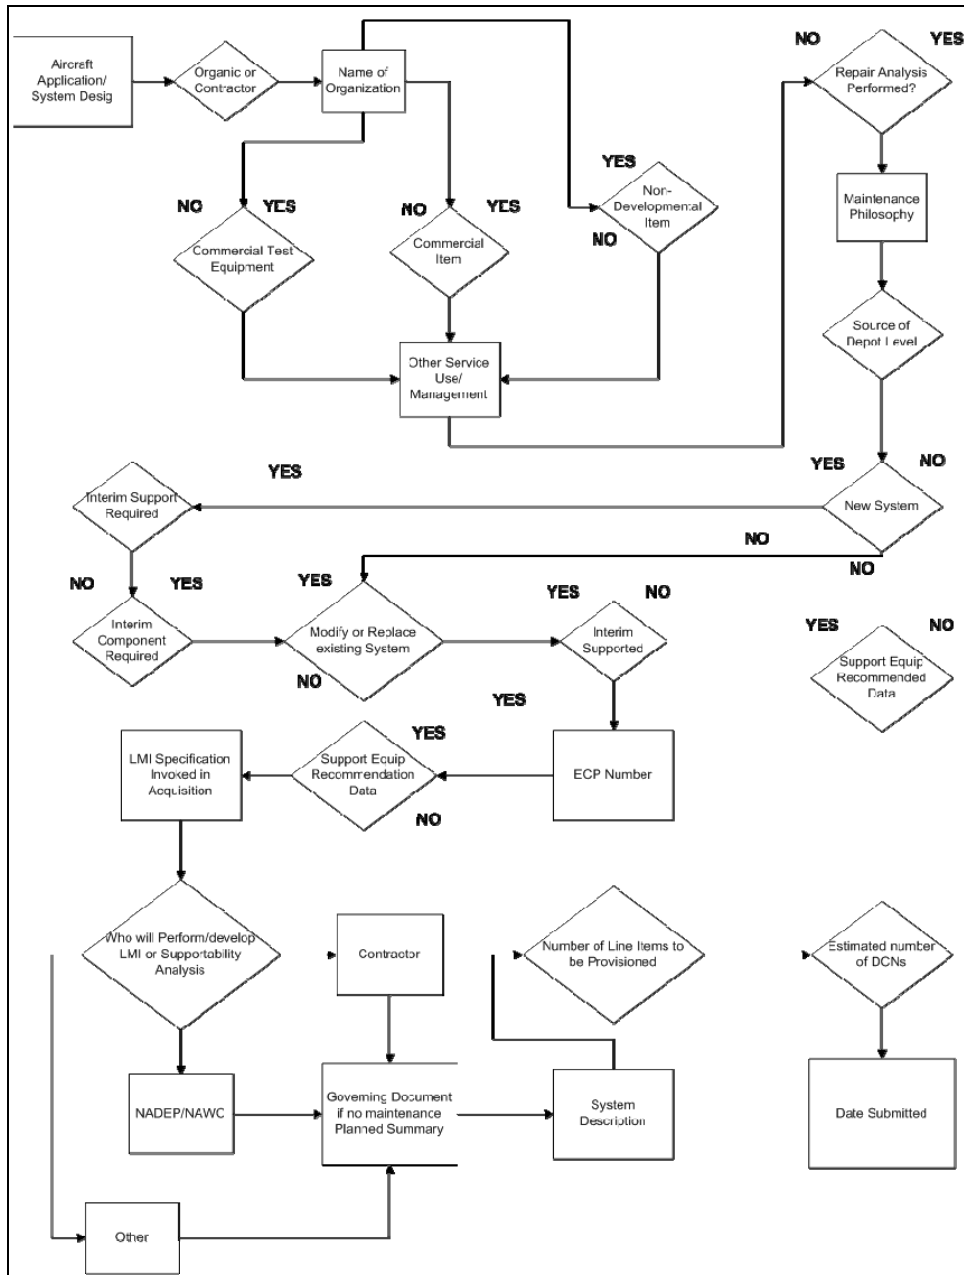 Aircraft
Application/
System Desig
Organic or
Contractor
Name of
Organization
NO
YES
Repair Analysis
Performed?
YES
Non-
Developmental
Item
NO
NO
YES
Commercial Test
Equipment
NO
YES
Commercial
Item
Maintenance
Philosophy
Other Service
Use/
Management
Source of
Depot Level
YES
Interim Support
Required
YES
NO
New System
NO
NO
NO
YES
Interim
Component
Required
YES
Modify or Replace
existing System
NO
YES
NO
Interim
Supported
YES
YES
NO
Support Equip
Recommended
Data
LMI Specification
Invoked in
Acquisition
YES
Support Equip
Recommendation
Data
NO
ECP Number
Who will Perform/develop
LMI or Supportability
Analysis
Contractor
Number of Line Items to
be Provisioned
Estimated number
of DCNs
NADEP/NAWC
Governing Document
if no maintenance
Planned Summary
System
Description
Date Submitted
Other